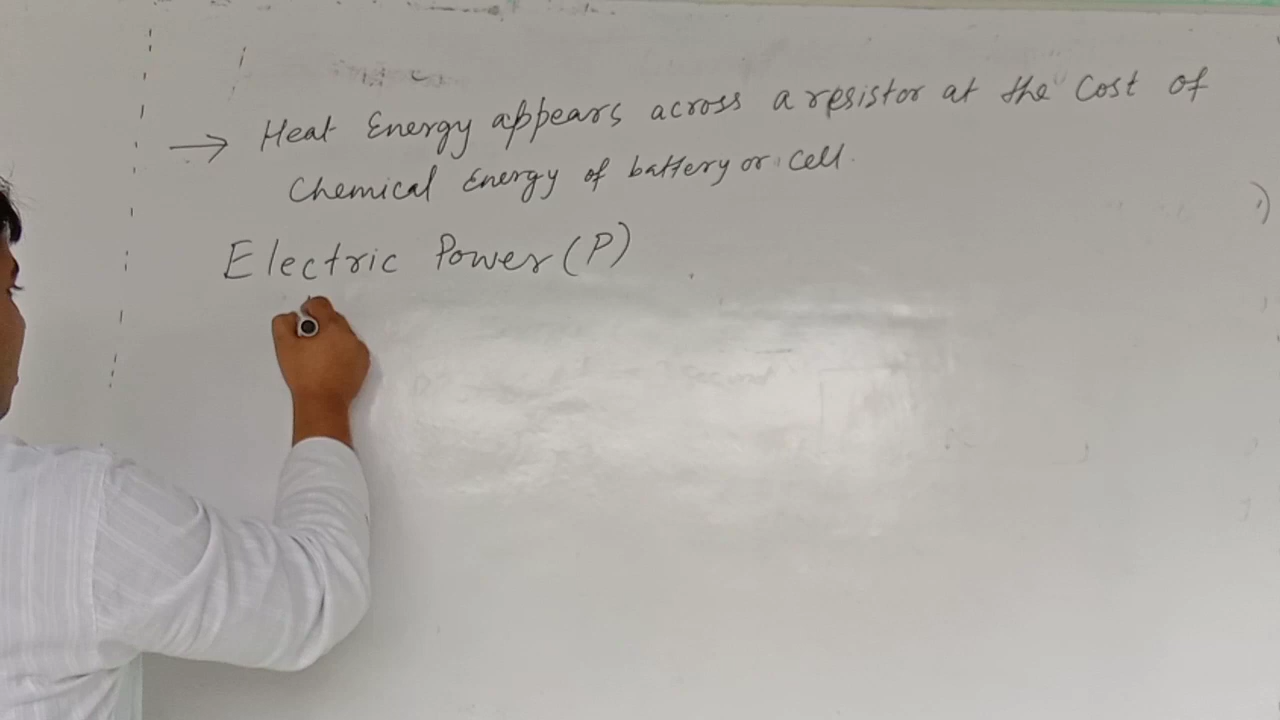 → Heat Energy appears across a resistor at the Cost of
Chemical Energy of battery or cell.
Electric Power (P)